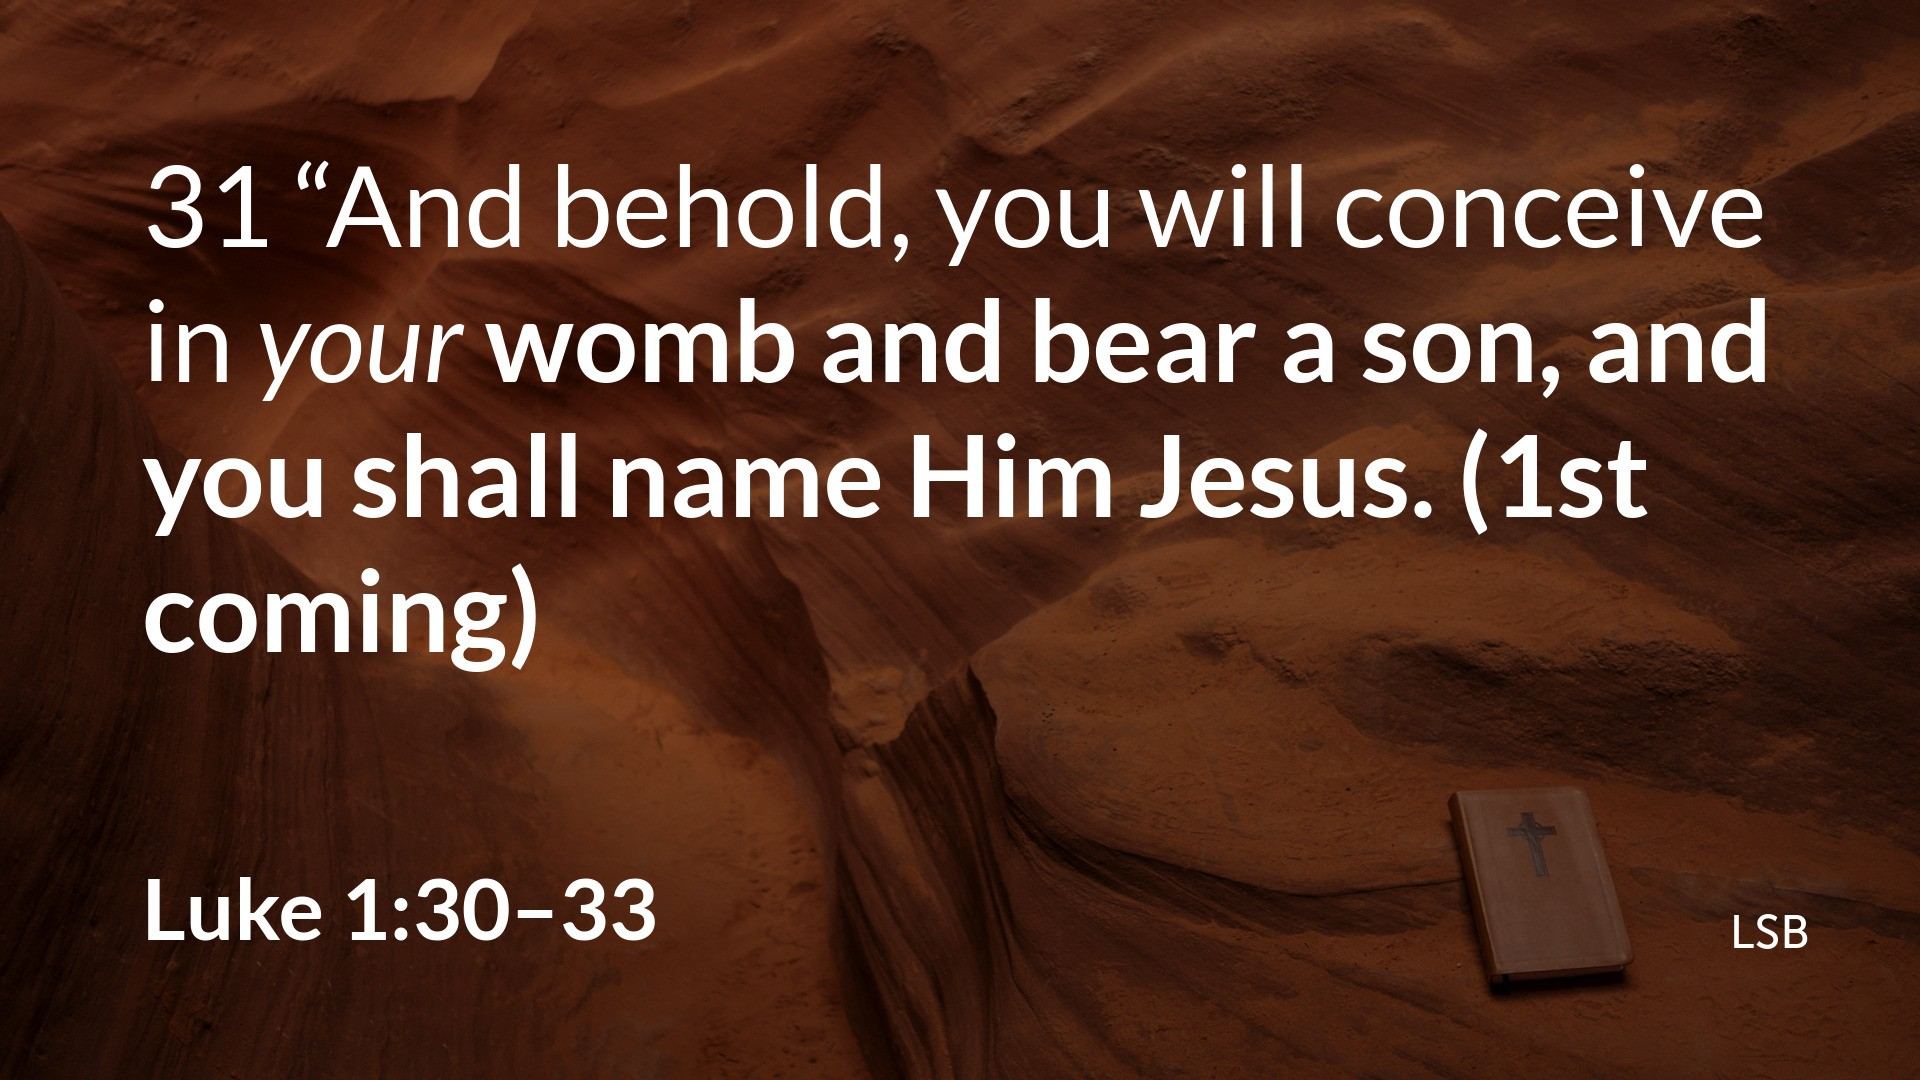 31 “And behold, you will conceive
in your womb and bear a son, and
you shall name Him Jesus. (1st
coming)
Luke 1:30–33
LSB